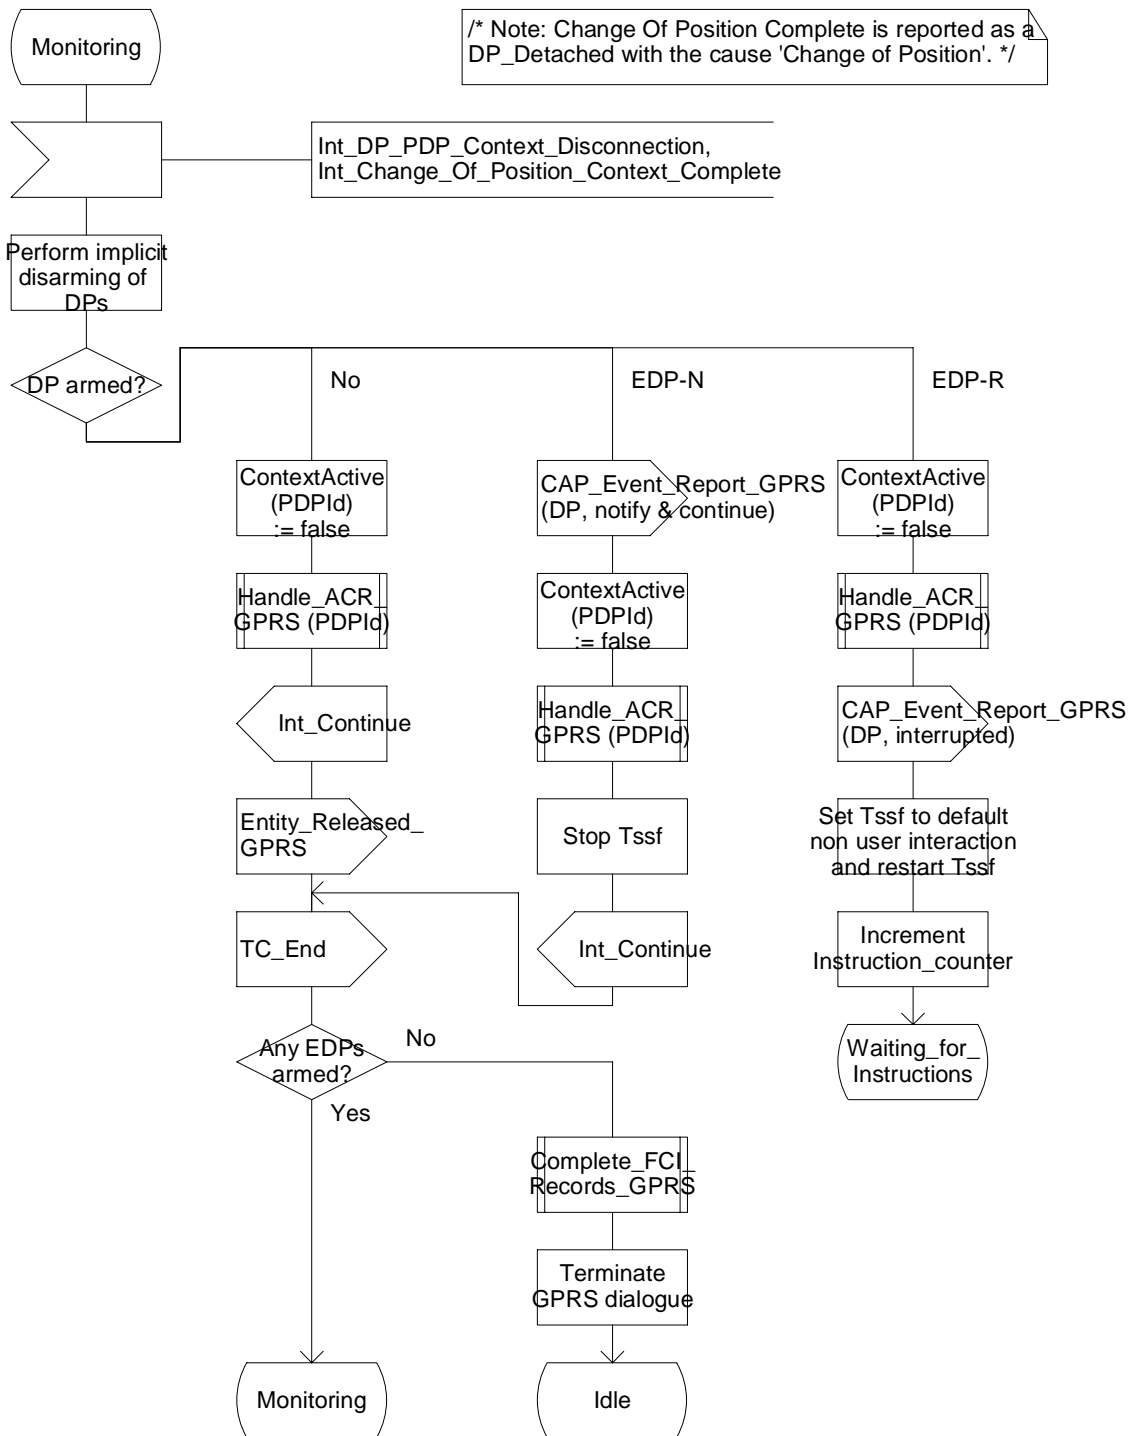 Monitoring
/* Note: Change Of Position Complete is reported as a
DP_Detached with the cause 'Change of Position'. */
Int_DP_PDP_Context_Disconnection,
Int_Change_Of_Position_Context_Complete
Perform implicit
disarming of
DPs
DP armed?
No
EDP-N
EDP-R
ContextActive
(PDPId)
:= false
Handle_ACR_
GPRS (PDPId)
Int_Continue
Entity_Released_
GPRS
TC_End
Any EDPs
armed?
No
Yes
CAP_Event_Report_GPRS
(DP, notify & continue)
ContextActive
(PDPId)
:= false
Handle_ACR_
GPRS (PDPId)
Stop Tssf
Int_Continue
Complete_FCI_
Records_GPRS
Terminate
GPRS dialogue
ContextActive
(PDPId)
:= false
Handle_ACR_
GPRS (PDPId)
CAP_Event_Report_GPRS
(DP, interrupted)
Set Tssf to default
non user interaction
and restart Tssf
Increment
Instruction_counter
Waiting_for_
Instructions
Monitoring
Idle